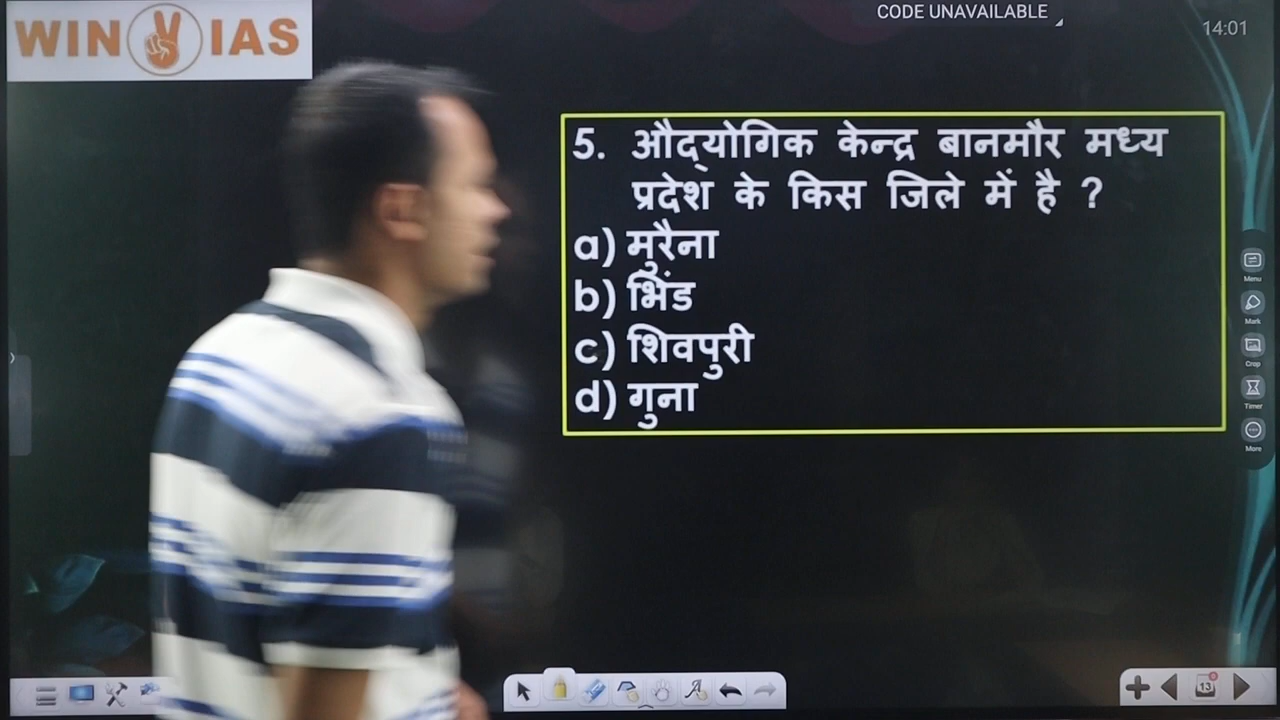 WIN IAS
CODE UNAVAILABLE
14:01
5. औद्योगिक केन्द्र बानमौर मध्य
प्रदेश के किस जिले में है ?
a) मुरैना
b) भिंड
c) शिवपुरी
d) गुना
Menu
Mark
Crop
Timer
More
13